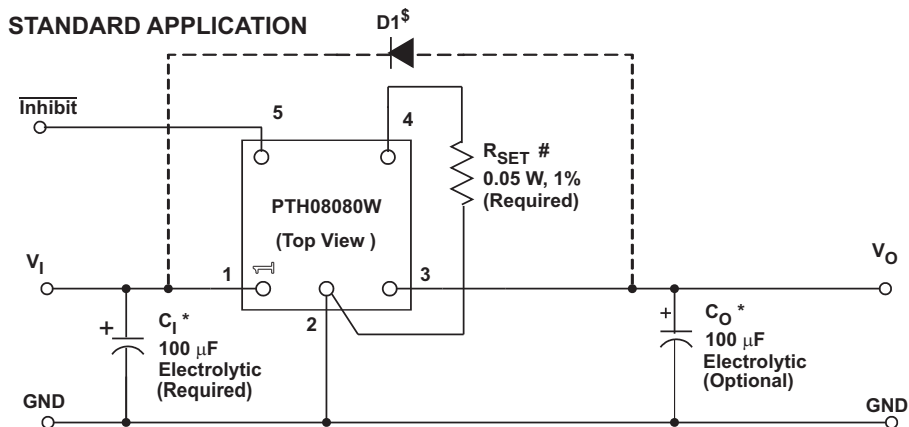 STANDARD APPLICATION
D1$
Inhibit
5
4
RSET #
0.05 W, 1%
(Required)
PTH08080W
(Top View )
VI
1
3
VO
2
+
CI *
100 μF
Electrolytic
(Required)
+
CO *
100 μF
Electrolytic
(Optional)
GND
GND